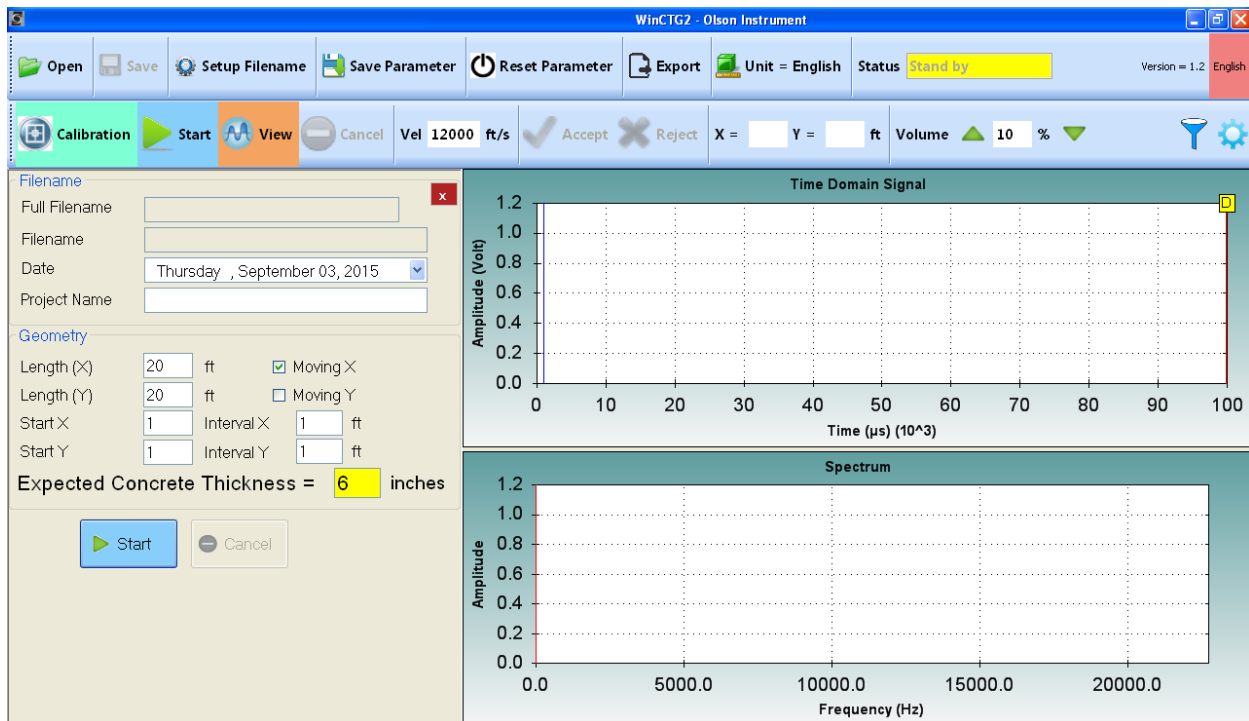 WinCTG2 - Olson Instrument
Open Save Setup Filename Save Parameter Reset Parameter Export Unit = English Status Stand by Version = 1.2 English
Calibration Start View Cancel Vel 12000 ft/s Accept Reject X = Y = ft Volume 10 %
Filename
x
Full Filename
Filename
Date Thursday , September 03, 2015
Project Name
Geometry
Length (X) 20 ft Moving X
Length (Y) 20 ft Moving Y
Start X 1 Interval X 1 ft
Start Y 1 Interval Y 1 ft
Expected Concrete Thickness = 6 inches
Start Cancel
Time Domain Signal
D
Amplitude (Volt)
1.2
1.0
0.8
0.6
0.4
0.2
0.0
0 10 20 30 40 50 60 70 80 90 100
Time (µs) (10^3)
Spectrum
Amplitude
1.2
1.0
0.8
0.6
0.4
0.2
0.0
0.0 5000.0 10000.0 15000.0 20000.0
Frequency (Hz)